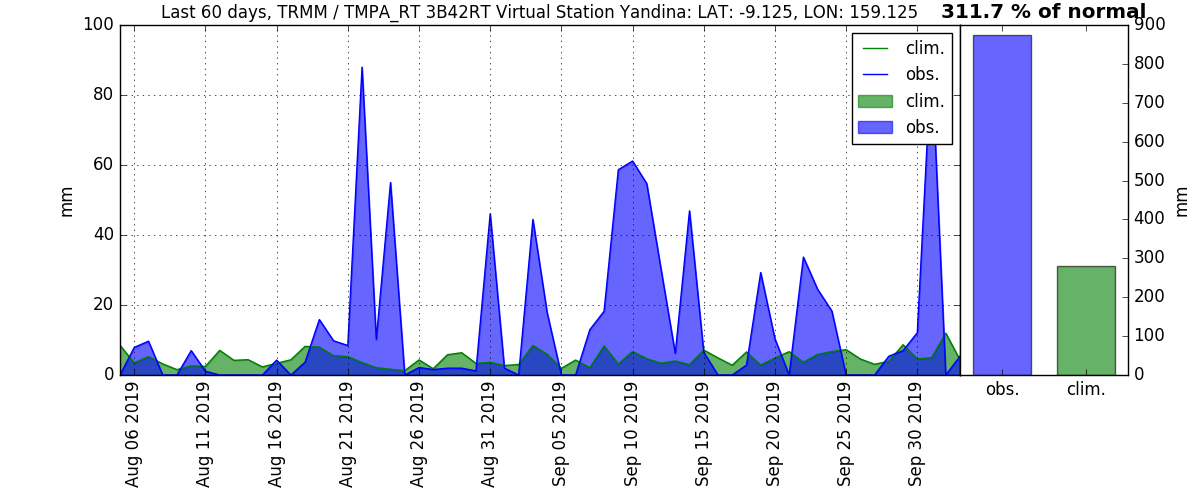 Last 60 days, TRMM / TMPA_RT 3B42RT Virtual Station Yandina: LAT: -9.125, LON: 159.125
311.7 % of normal
100
80
60
40
20
0
mm
clim.
obs.
clim.
obs.
900
800
700
600
500
400
300
200
100
0
mm
obs.
clim.
Aug 06 2019
Aug 11 2019
Aug 16 2019
Aug 21 2019
Aug 26 2019
Aug 31 2019
Sep 05 2019
Sep 10 2019
Sep 15 2019
Sep 20 2019
Sep 25 2019
Sep 30 2019